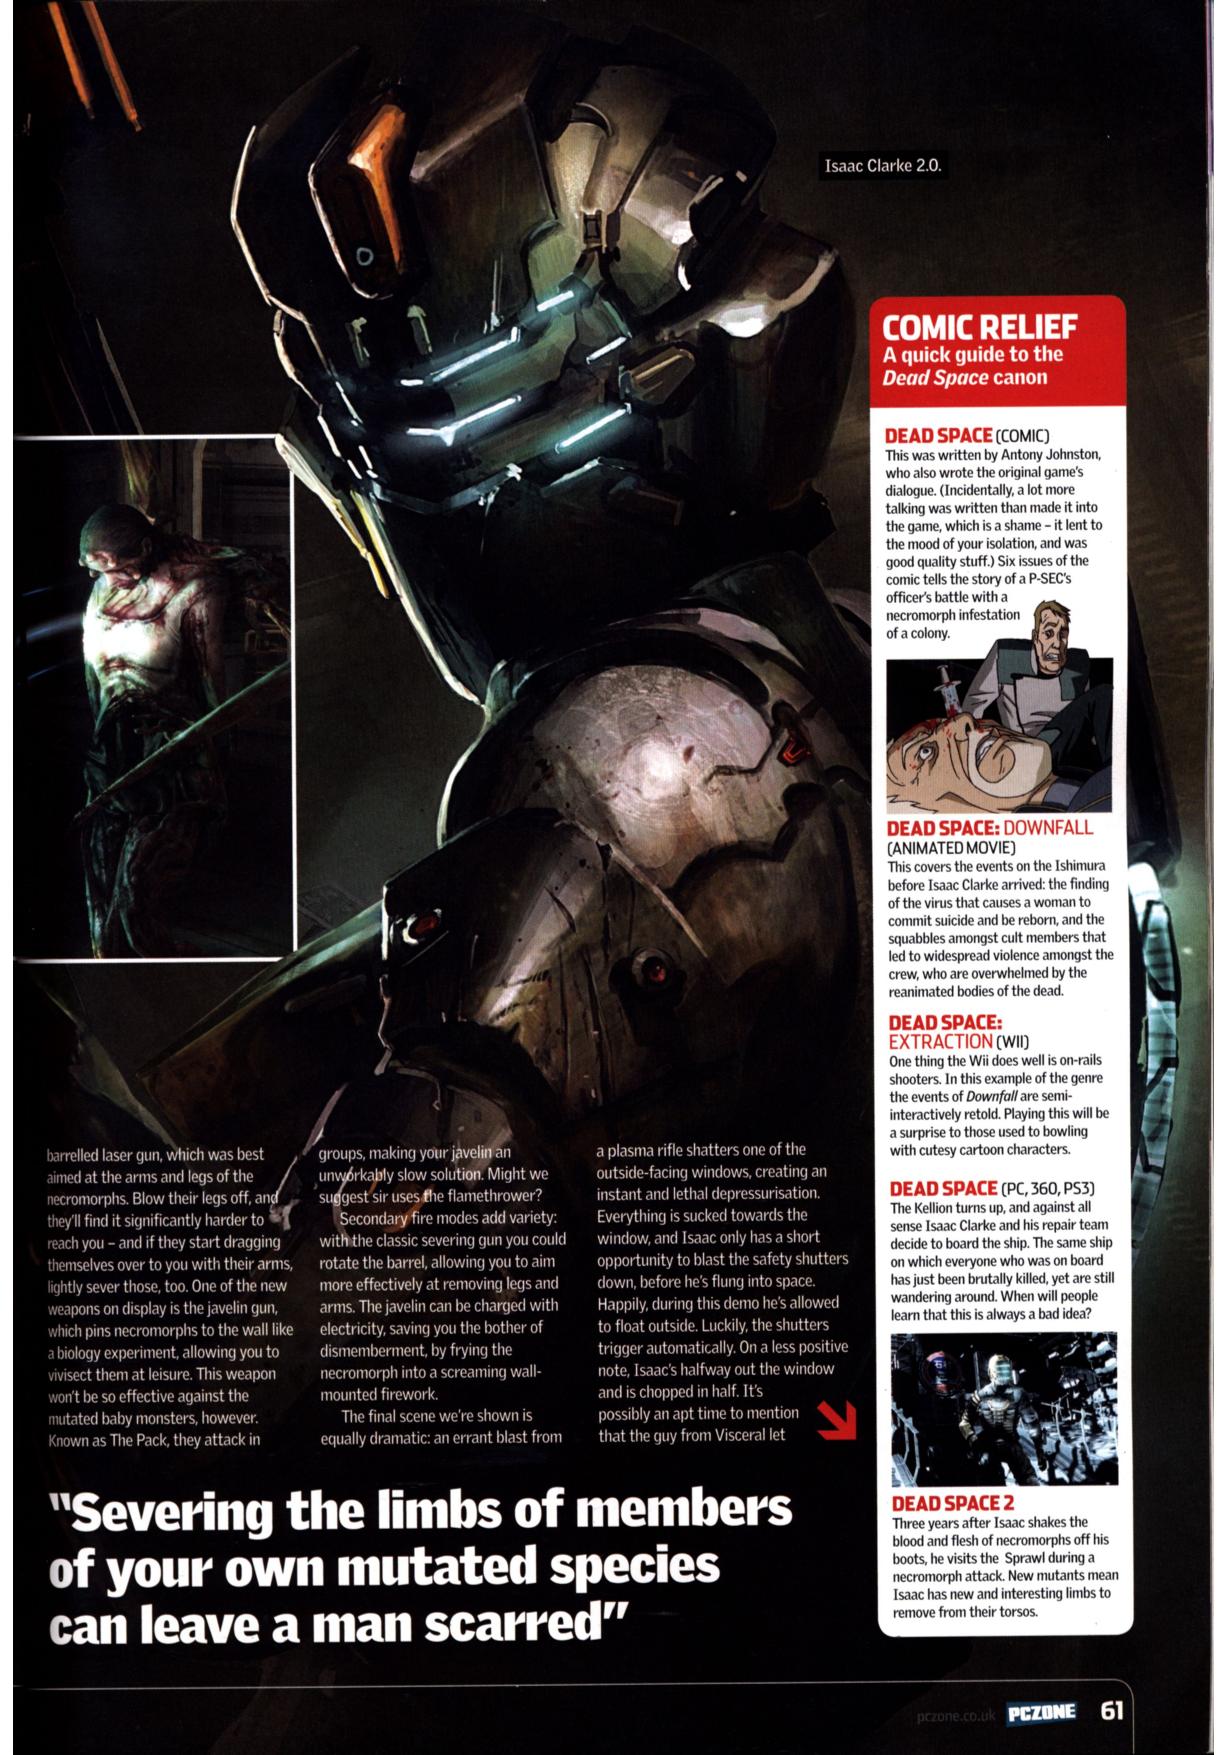 Isaac Clarke 2.0.
COMIC RELIEF
A quick guide to the
Dead Space canon
DEAD SPACE (COMIC)
This was written by Antony Johnston,
who also wrote the original game's
dialogue. (Incidentally, a lot more
talking was written than made it into
the game, which is a shame – it lent to
the mood of your isolation, and was
good quality stuff.) Six issues of the
comic tells the story of a P-SEC's
officer's battle with a
necromorph infestation
of a colony.
DEAD SPACE: DOWNFALL
(ANIMATED MOVIE)
This covers the events on the Ishimura
before Isaac Clarke arrived: the finding
of the virus that causes a woman to
commit suicide and be reborn, and the
squabbles amongst cult members that
led to widespread violence amongst the
crew, who are overwhelmed by the
reanimated bodies of the dead.
DEAD SPACE:
EXTRACTION (WII)
One thing the Wii does well is on-rails
shooters. In this example of the genre
the events of Downfall are semi-
interactively retold. Playing this will be
a surprise to those used to bowling
with cutesy cartoon characters.
DEAD SPACE (PC, 360, PS3)
The Kellion turns up, and against all
sense Isaac Clarke and his repair team
decide to board the ship. The same ship
on which everyone who was on board
has just been brutally killed, yet are still
wandering around. When will people
learn that this is always a bad idea?
DEAD SPACE 2
Three years after Isaac shakes the
blood and flesh of necromorphs off his
boots, he visits the Sprawl during a
necromorph attack. New mutants mean
Isaac has new and interesting limbs to
remove from their torsos.
barrelled laser gun, which was best
aimed at the arms and legs of the
necromorphs. Blow their legs off, and
they'll find it significantly harder to
reach you – and if they start dragging
themselves over to you with their arms,
lightly sever those, too. One of the new
weapons on display is the javelin gun,
which pins necromorphs to the wall like
a biology experiment, allowing you to
vivisect them at leisure. This weapon
won't be so effective against the
mutated baby monsters, however.
Known as The Pack, they attack in
groups, making your javelin an
unworkably slow solution. Might we
suggest sir uses the flamethrower?
Secondary fire modes add variety:
with the classic severing gun you could
rotate the barrel, allowing you to aim
more effectively at removing legs and
arms. The javelin can be charged with
electricity, saving you the bother of
dismemberment, by frying the
necromorph into a screaming wall-
mounted firework.
The final scene we're shown is
equally dramatic: an errant blast from
a plasma rifle shatters one of the
outside-facing windows, creating an
instant and lethal depressurisation.
Everything is sucked towards the
window, and Isaac only has a short
opportunity to blast the safety shutters
down, before he's flung into space.
Happily, during this demo he's allowed
to float outside. Luckily, the shutters
trigger automatically. On a less positive
note, Isaac's halfway out the window
and is chopped in half. It's
possibly an apt time to mention
that the guy from Visceral let
"Severing the limbs of members
of your own mutated species
can leave a man scarred"
pczone.co.uk PCZONE 61